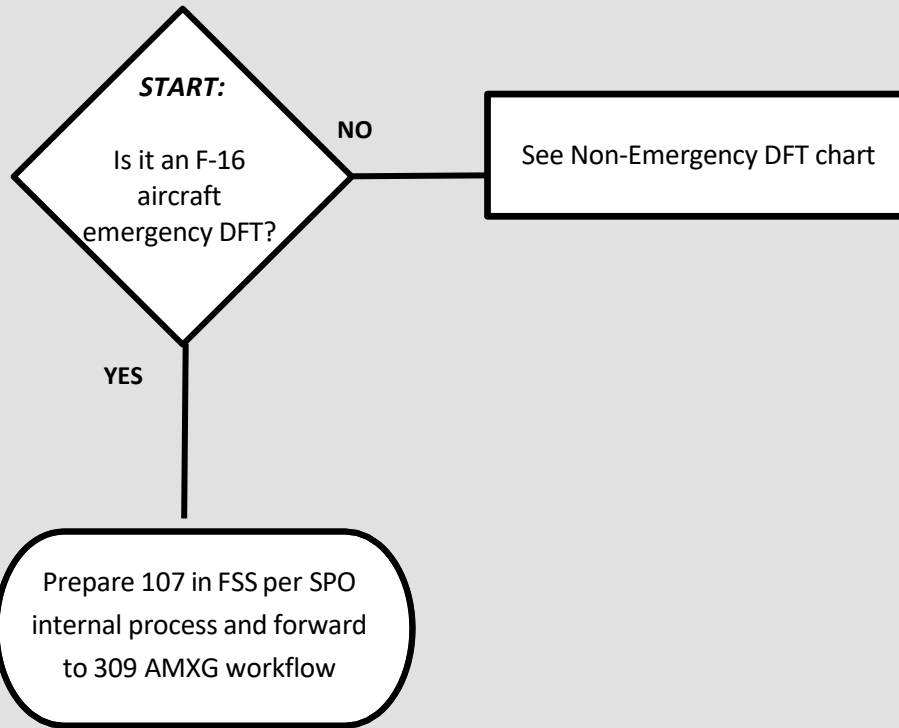 START:
Is it an F-16
aircraft
emergency DFT?
NO
See Non-Emergency DFT chart
YES
Prepare 107 in FSS per SPO
internal process and forward
to 309 AMXG workflow